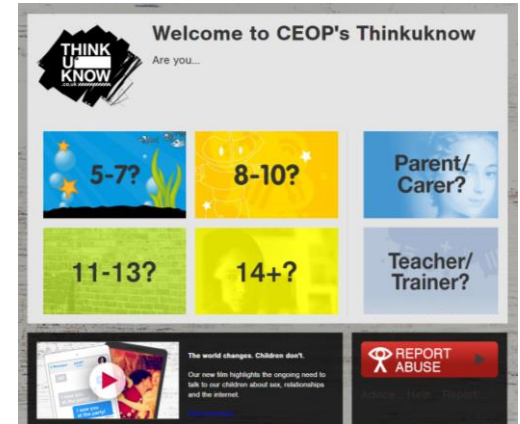 THINK
U
KNOW
.co.uk
Welcome to CEOP's Thinkuknow
Are you...
5-7?
8-10?
Parent/
Carer?
11-13?
14+?
Teacher/
Trainer?
The world changes. Children don't.
Our new film highlights the ongoing need to
talk to our children about sex, relationships
and the internet.
REPORT
ABUSE
Advice Help Report